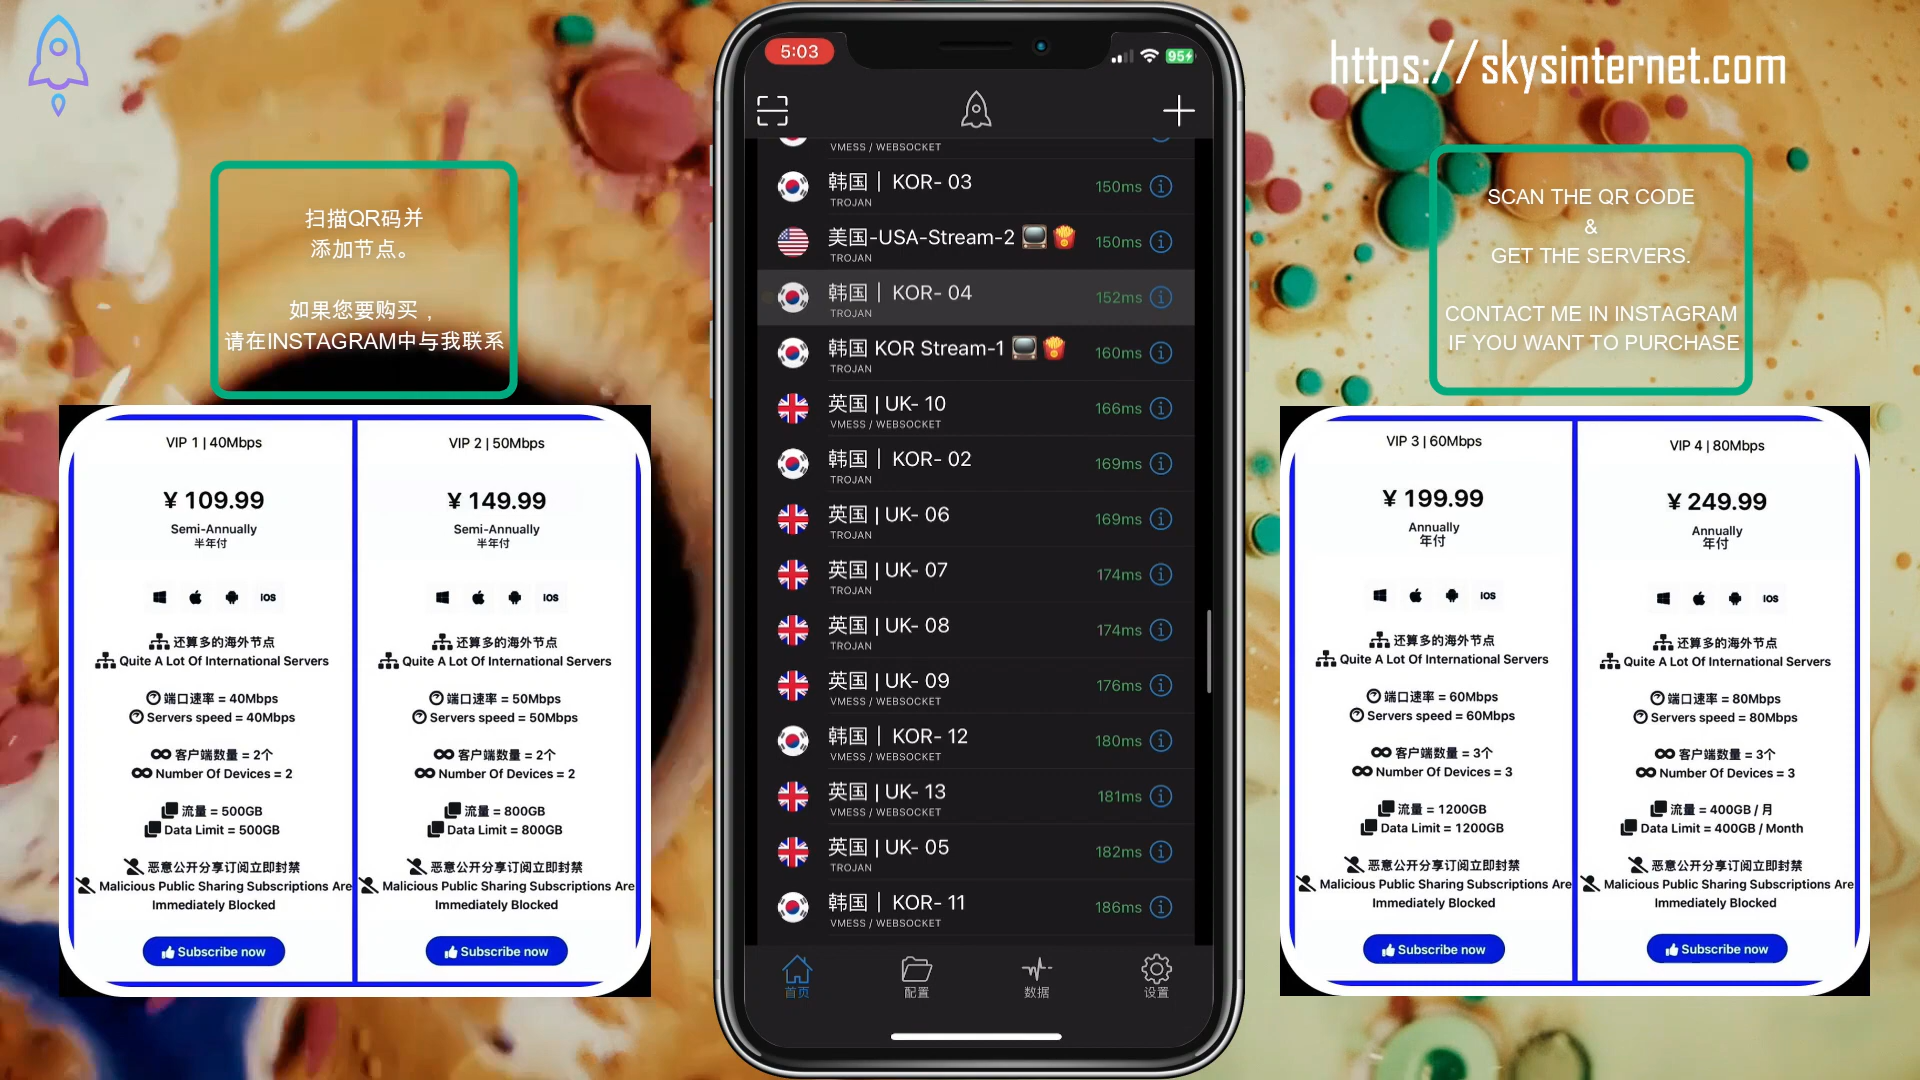 https://skysinternet.com
扫描QR码并
添加节点。
如果您要购买，
请在INSTAGRAM中与我联系
VIP 1 | 40Mbps
¥ 109.99
Semi-Annually
半年付
iOS
还算多的海外节点
Quite A Lot Of International Servers
端口速率 = 40Mbps
Servers speed = 40Mbps
客户端数量 = 2个
Number Of Devices = 2
流量 = 500GB
Data Limit = 500GB
恶意公开分享订阅立即封禁
Malicious Public Sharing Subscriptions Are
Immediately Blocked
Subscribe now
VIP 2 | 50Mbps
¥ 149.99
Semi-Annually
半年付
iOS
还算多的海外节点
Quite A Lot Of International Servers
端口速率 = 50Mbps
Servers speed = 50Mbps
客户端数量 = 2个
Number Of Devices = 2
流量 = 800GB
Data Limit = 800GB
恶意公开分享订阅立即封禁
Malicious Public Sharing Subscriptions Are
Immediately Blocked
Subscribe now
5:03
95
VMESS / WEBSOCKET
韩国｜ KOR- 03 150ms
TROJAN
美国-USA-Stream-2 📺🍟 150ms
TROJAN
韩国｜ KOR- 04 152ms
TROJAN
韩国 KOR Stream-1 📺🍟 160ms
TROJAN
英国 | UK- 10 166ms
VMESS / WEBSOCKET
韩国｜ KOR- 02 169ms
TROJAN
英国 | UK- 06 169ms
TROJAN
英国 | UK- 07 174ms
TROJAN
英国 | UK- 08 174ms
TROJAN
英国 | UK- 09 176ms
VMESS / WEBSOCKET
韩国｜ KOR- 12 180ms
VMESS / WEBSOCKET
英国 | UK- 13 181ms
VMESS / WEBSOCKET
英国 | UK- 05 182ms
TROJAN
韩国｜ KOR- 11 186ms
VMESS / WEBSOCKET
首页 配置 数据 设置
SCAN THE QR CODE
&
GET THE SERVERS.
CONTACT ME IN INSTAGRAM
IF YOU WANT TO PURCHASE
VIP 3 | 60Mbps
¥ 199.99
Annually
年付
iOS
还算多的海外节点
Quite A Lot Of International Servers
端口速率 = 60Mbps
Servers speed = 60Mbps
客户端数量 = 3个
Number Of Devices = 3
流量 = 1200GB
Data Limit = 1200GB
恶意公开分享订阅立即封禁
Malicious Public Sharing Subscriptions Are
Immediately Blocked
Subscribe now
VIP 4 | 80Mbps
¥ 249.99
Annually
年付
iOS
还算多的海外节点
Quite A Lot Of International Servers
端口速率 = 80Mbps
Servers speed = 80Mbps
客户端数量 = 3个
Number Of Devices = 3
流量 = 400GB / 月
Data Limit = 400GB / Month
恶意公开分享订阅立即封禁
Malicious Public Sharing Subscriptions Are
Immediately Blocked
Subscribe now